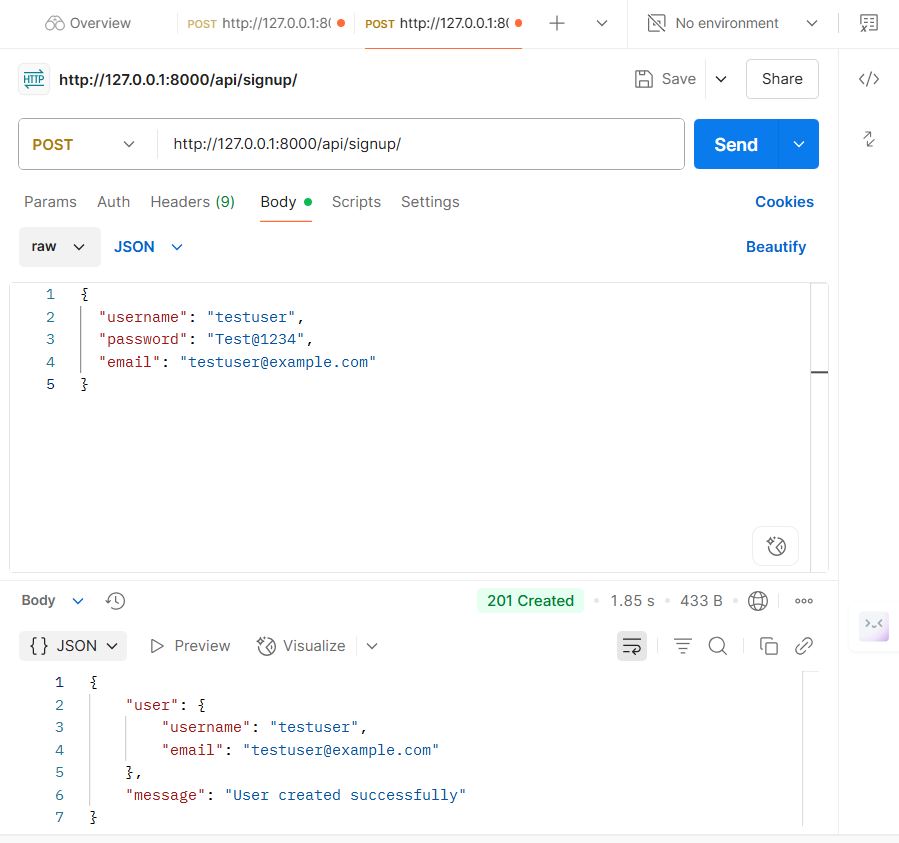 Overview POST http://127.0.0.1:80 POST http://127.0.0.1:80 No environment
HTTP http://127.0.0.1:8000/api/signup/ Save Share
POST http://127.0.0.1:8000/api/signup/ Send
Params Auth Headers (9) Body Scripts Settings Cookies
raw JSON Beautify
1 {
2 "username": "testuser",
3 "password": "Test@1234",
4 "email": "testuser@example.com"
5 }
Body 201 Created 1.85 s 433 B
{} JSON Preview Visualize
1 {
2 "user": {
3 "username": "testuser",
4 "email": "testuser@example.com"
5 },
6 "message": "User created successfully"
7 }